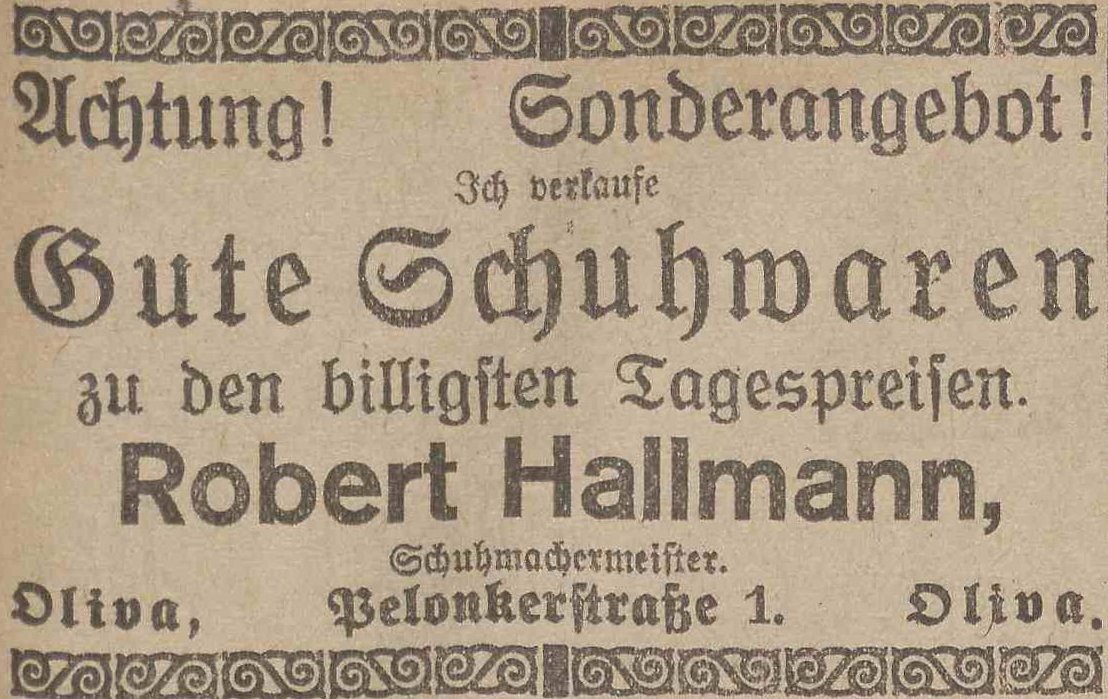 Achtung! Sonderangebot!
Ich verkaufe
Gute Schuhwaren
zu den billigsten Tagespreisen.
Robert Hallmann,
Schuhmachermeister.
Oliva, Pelonkerstraße 1. Oliva.